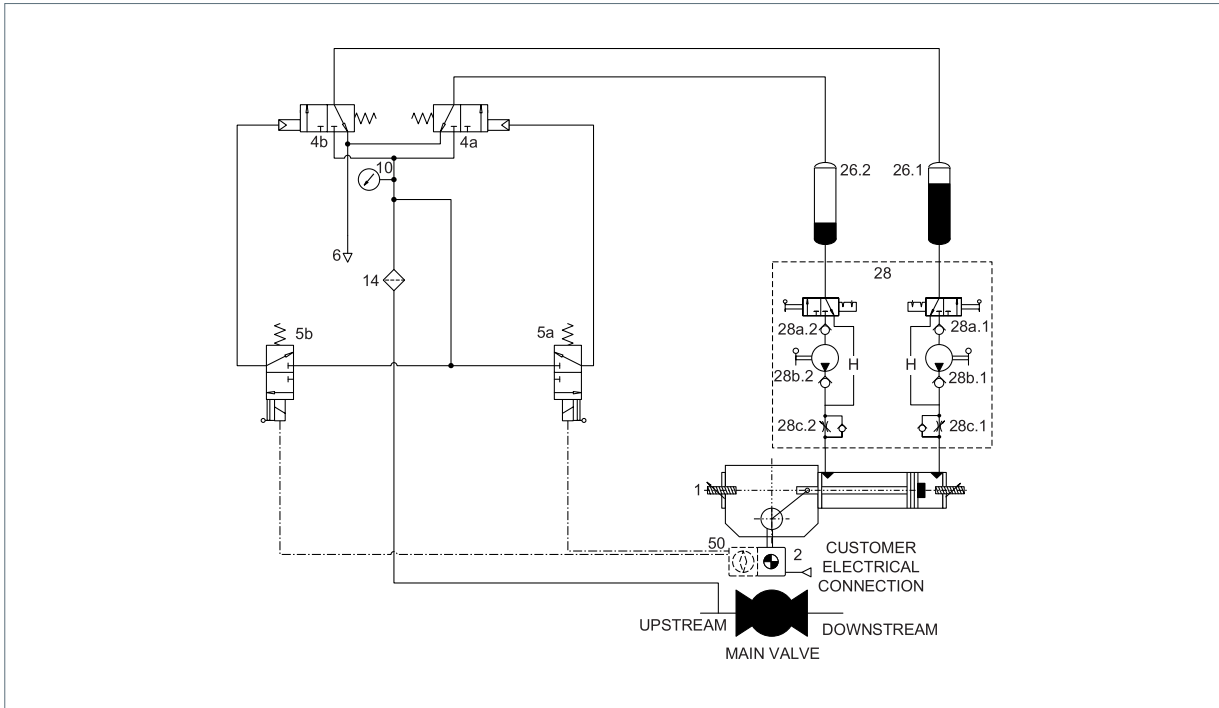 4b
4a
10
26.2
26.1
6
14
28
5b
5a
28a.2
28a.1
H
H
28b.2
28b.1
28c.2
28c.1
1
50
2
CUSTOMER
ELECTRICAL
CONNECTION
UPSTREAM
DOWNSTREAM
MAIN VALVE